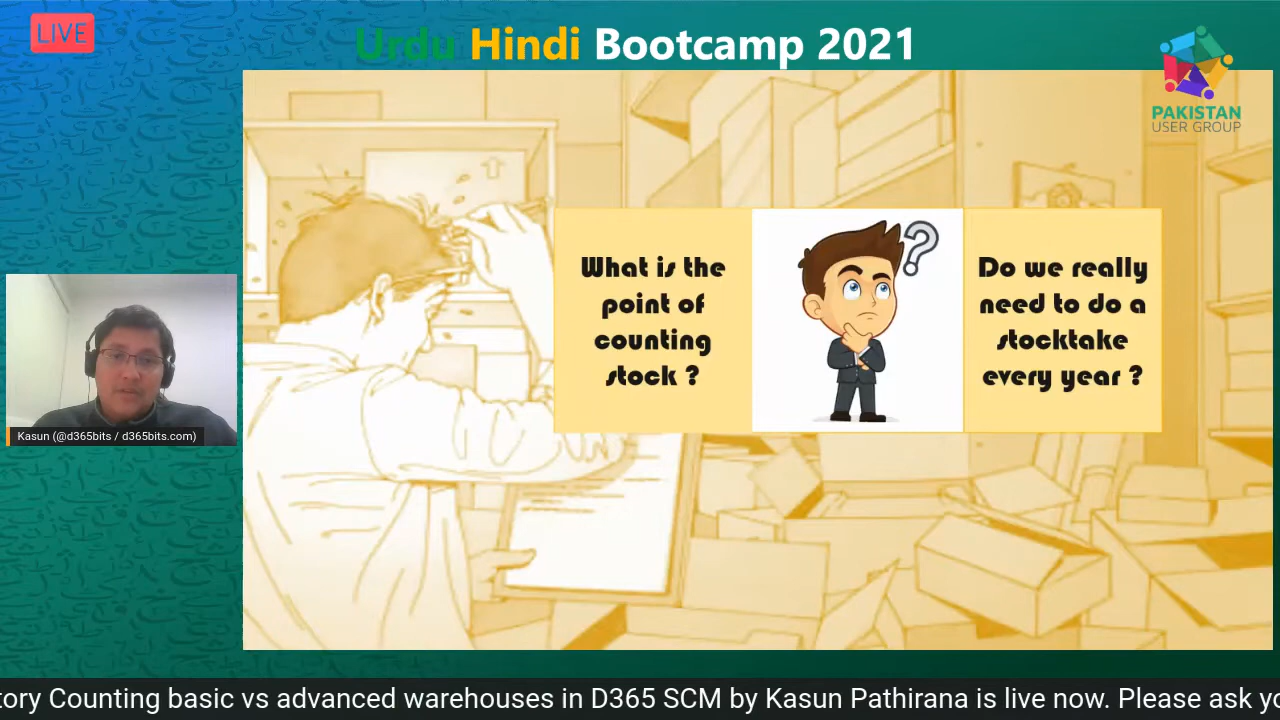 LIVE
Urdu Hindi Bootcamp 2021
PAKISTAN
USER GROUP
What is the
point of
counting
stock ?
?
Do we really
need to do a
stocktake
every year ?
Kasun (@d365bits / d365bits.com)
tory Counting basic vs advanced warehouses in D365 SCM by Kasun Pathirana is live now. Please ask yo